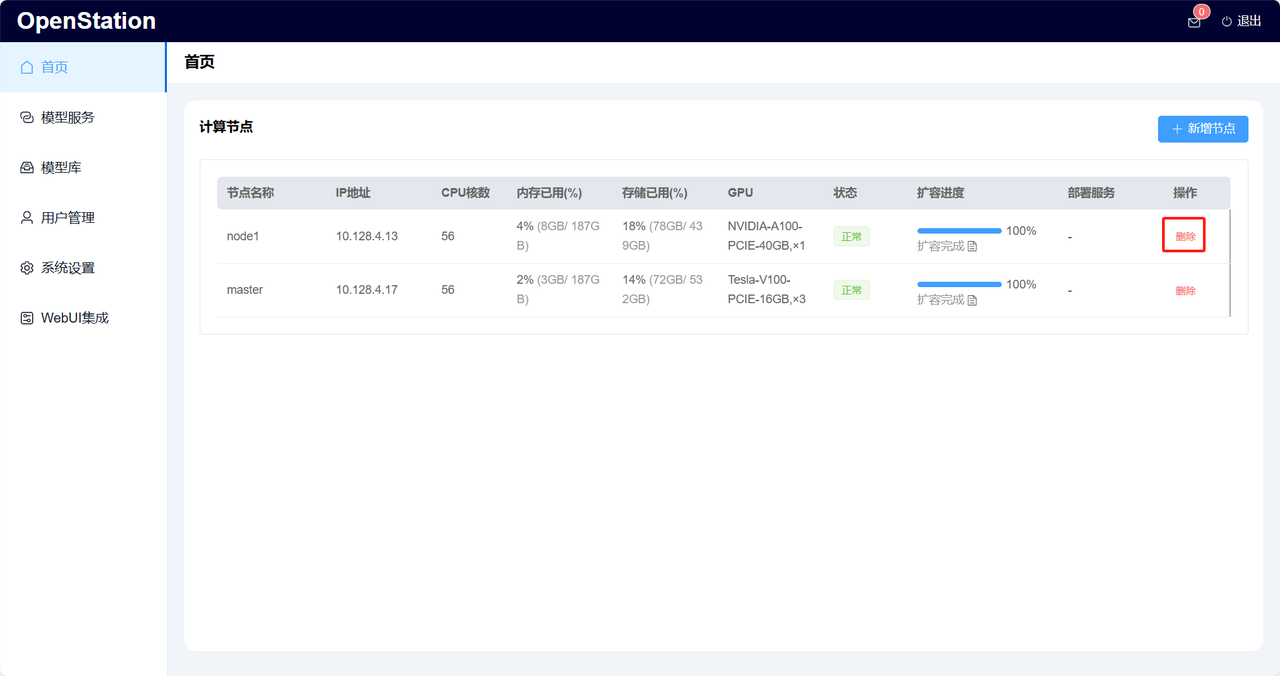 OpenStation
0
退出
首页
模型服务
模型库
用户管理
系统设置
WebUI集成
首页
计算节点
新增节点
节点名称 IP地址 CPU核数 内存已用(%) 存储已用(%) GPU 状态 扩容进度 部署服务 操作
node1 10.128.4.13 56 4% (8GB/ 187G 18% (78GB/ 43 NVIDIA-A100- 正常 100% - 删除
B) 9GB) PCIE-40GB,×1 扩容完成
master 10.128.4.17 56 2% (3GB/ 187G 14% (72GB/ 53 Tesla-V100- 正常 100% - 删除
B) 2GB) PCIE-16GB,×3 扩容完成